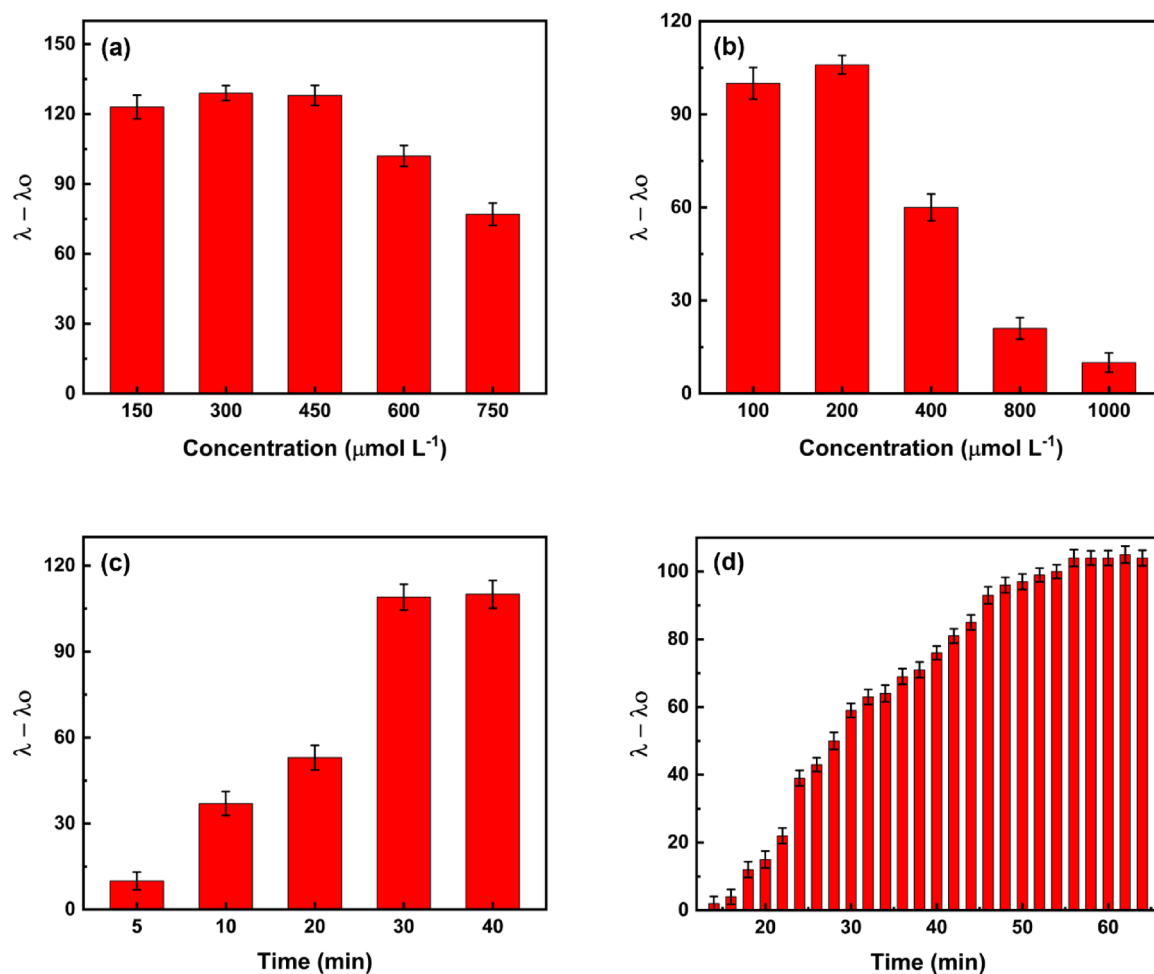 (a)
150
120
90
60
30
0
λ − λo
150 300 450 600 750
Concentration (μmol L⁻¹)
(b)
120
90
60
30
0
λ − λo
100 200 400 800 1000
Concentration (μmol L⁻¹)
(c)
120
90
60
30
0
λ − λo
5 10 20 30 40
Time (min)
(d)
100
80
60
40
20
0
λ − λo
20 30 40 50 60
Time (min)